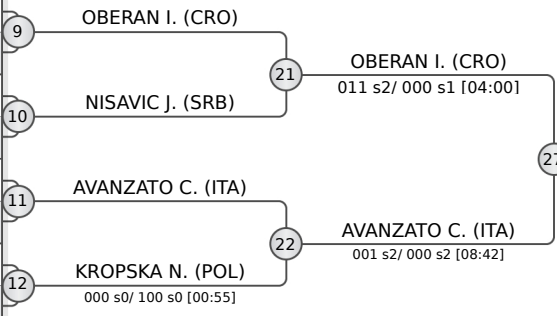 OBERAN I. (CRO)
9
21
OBERAN I. (CRO)
011 s2/ 000 s1 [04:00]
NISAVIC J. (SRB)
10
27
AVANZATO C. (ITA)
11
22
AVANZATO C. (ITA)
001 s2/ 000 s2 [08:42]
KROPSKA N. (POL)
12
000 s0/ 100 s0 [00:55]